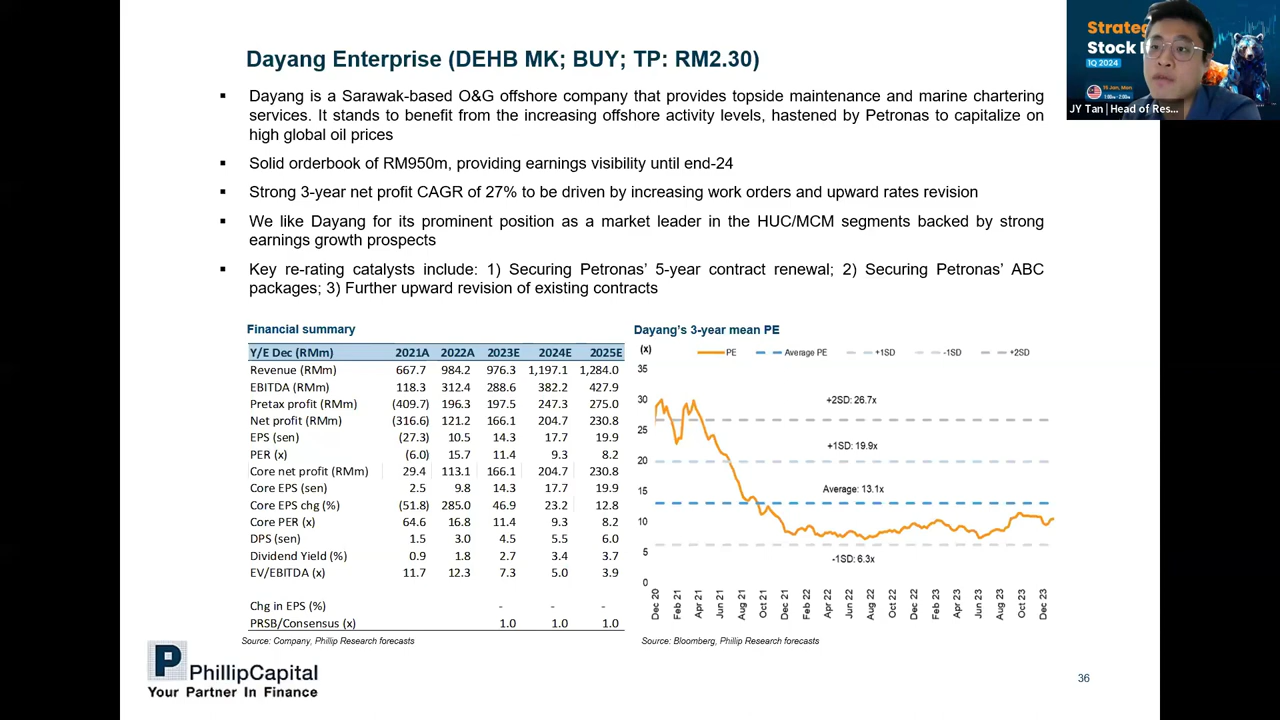 Dayang Enterprise (DEHB MK; BUY; TP: RM2.30)
▪ Dayang is a Sarawak-based O&G offshore company that provides topside maintenance and marine chartering
services. It stands to benefit from the increasing offshore activity levels, hastened by Petronas to capitalize on
high global oil prices
▪ Solid orderbook of RM950m, providing earnings visibility until end-24
▪ Strong 3-year net profit CAGR of 27% to be driven by increasing work orders and upward rates revision
▪ We like Dayang for its prominent position as a market leader in the HUC/MCM segments backed by strong
earnings growth prospects
▪ Key re-rating catalysts include: 1) Securing Petronas' 5-year contract renewal; 2) Securing Petronas' ABC
packages; 3) Further upward revision of existing contracts
Financial summary
Y/E Dec (RMm) 2021A 2022A 2023E 2024E 2025E
Revenue (RMm) 667.7 984.2 976.3 1,197.1 1,284.0
EBITDA (RMm) 118.3 312.4 288.6 382.2 427.9
Pretax profit (RMm) (409.7) 196.3 197.5 247.3 275.0
Net profit (RMm) (316.6) 121.2 166.1 204.7 230.8
EPS (sen) (27.3) 10.5 14.3 17.7 19.9
PER (x) (6.0) 15.7 11.4 9.3 8.2
Core net profit (RMm) 29.4 113.1 166.1 204.7 230.8
Core EPS (sen) 2.5 9.8 14.3 17.7 19.9
Core EPS chg (%) (51.8) 285.0 46.9 23.2 12.8
Core PER (x) 64.6 16.8 11.4 9.3 8.2
DPS (sen) 1.5 3.0 4.5 5.5 6.0
Dividend Yield (%) 0.9 1.8 2.7 3.4 3.7
EV/EBITDA (x) 11.7 12.3 7.3 5.0 3.9
Chg in EPS (%) - - -
PRSB/Consensus (x) 1.0 1.0 1.0
Source: Company, Phillip Research forecasts
Dayang's 3-year mean PE
(x) PE Average PE +1SD -1SD +2SD
35
30
25
20
15
10
5
0
+2SD: 26.7x
+1SD: 19.9x
Average: 13.1x
-1SD: 6.3x
Dec 20 Feb 21 Apr 21 Jun 21 Aug 21 Oct 21 Dec 21 Apr 22 Jun 22 Aug 22 Oct 22 Dec 22 Feb 23 Apr 23 Jun 23 Aug 23 Oct 23 Dec 23
Source: Bloomberg, Phillip Research forecasts
P PhillipCapital
Your Partner In Finance
36
Strate
Stock
1Q 2024
JY Tan | Head of Res...